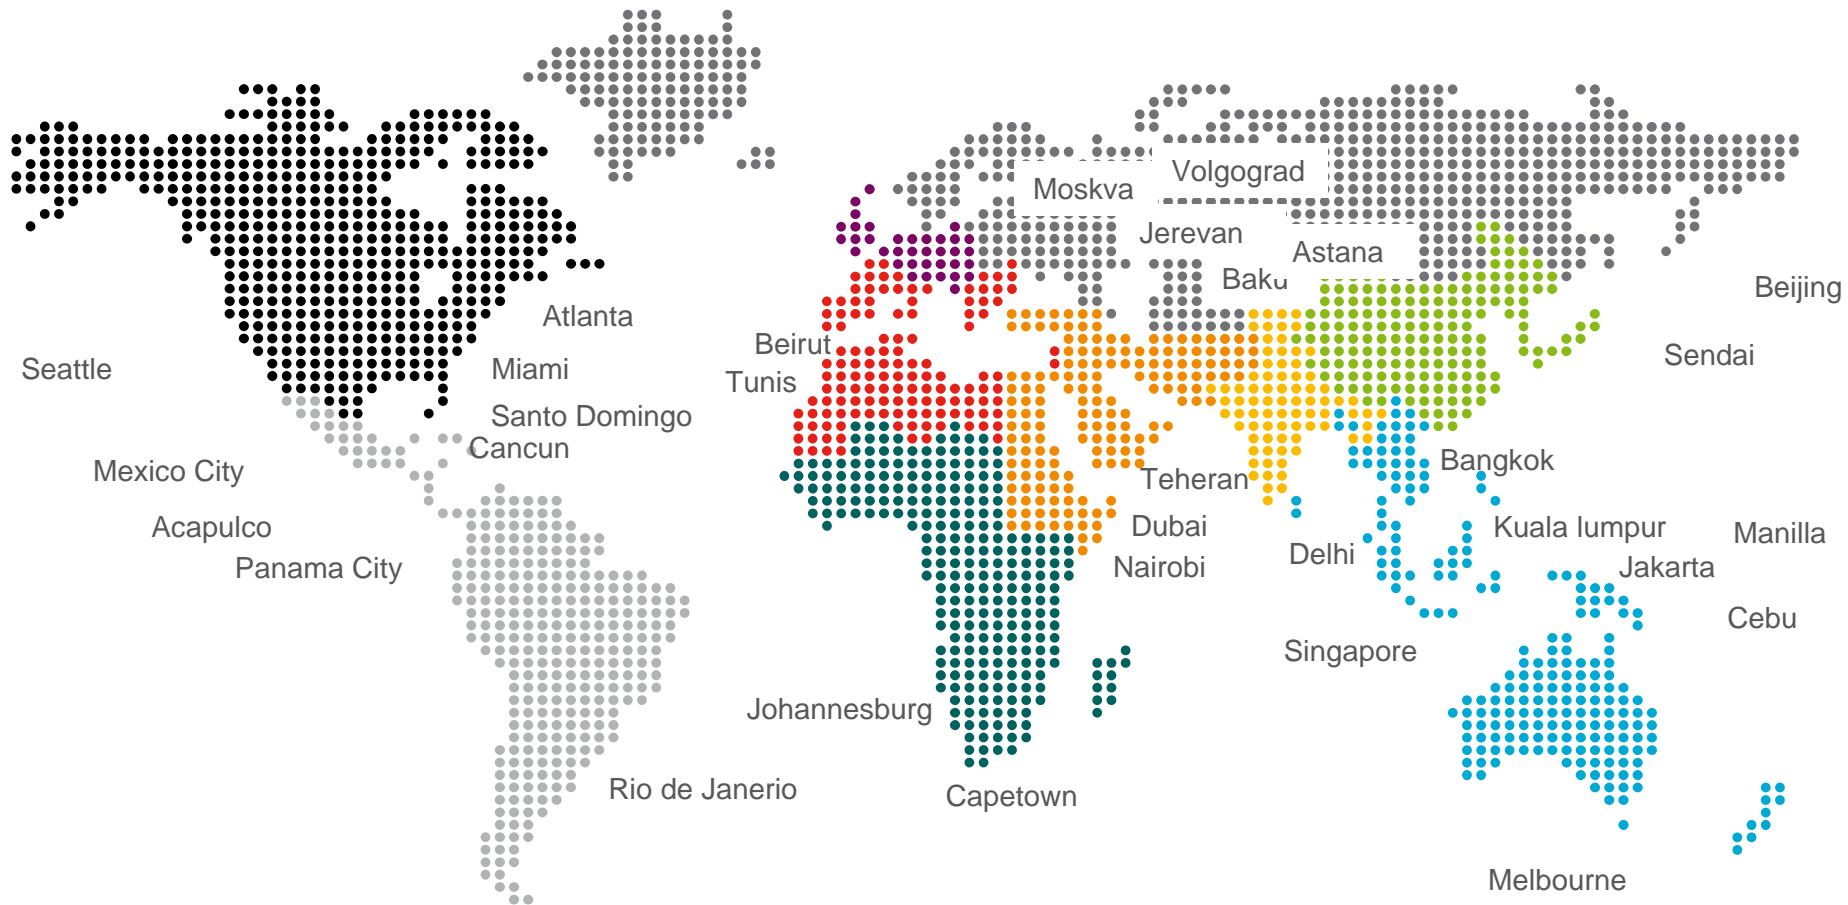 Volgograd
Moskva
Jerevan
Astana
Baku
Beijing
Atlanta
Beirut
Sendai
Seattle
Miami
Tunis
Santo Domingo
Cancun
Bangkok
Mexico City
Teheran
Acapulco
Dubai
Kuala lumpur
Manilla
Delhi
Panama City
Nairobi
Jakarta
Cebu
Singapore
Johannesburg
Rio de Janerio
Capetown
Melbourne